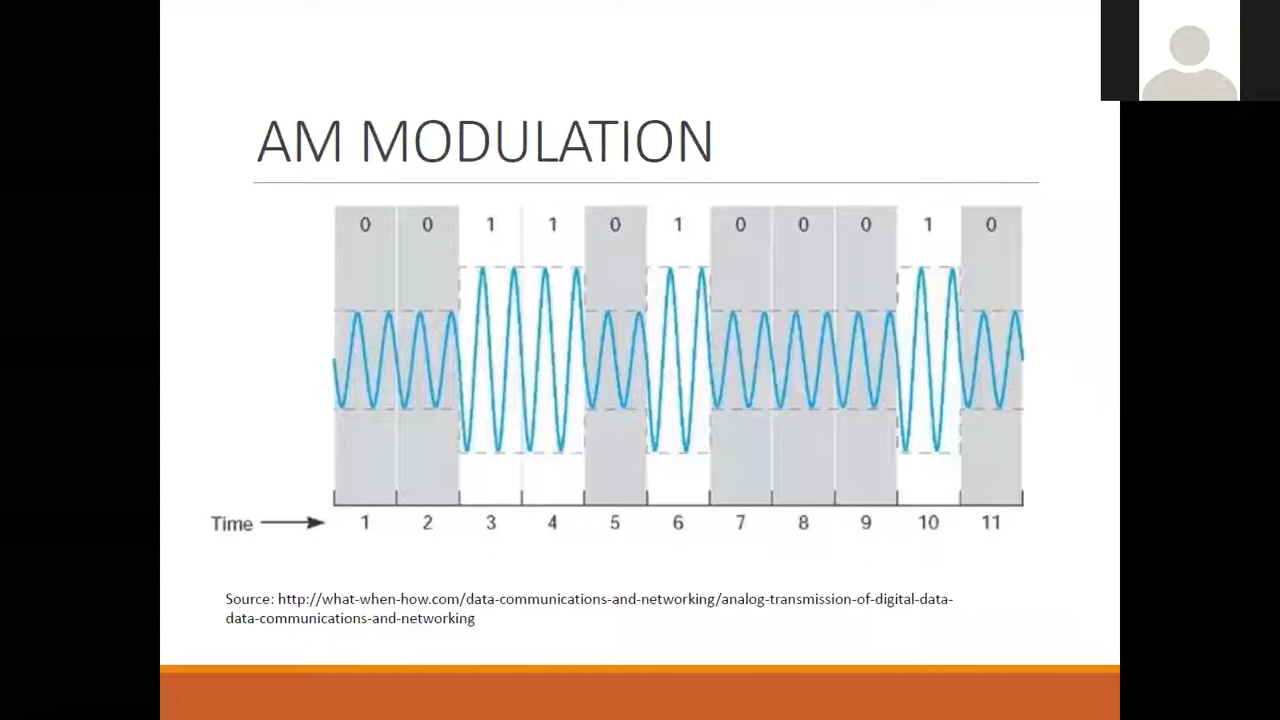 AM MODULATION
0 0 1 1 0 1 0 0 0 1 0
Time 1 2 3 4 5 6 7 8 9 10 11
Source: http://what-when-how.com/data-communications-and-networking/analog-transmission-of-digital-data-
data-communications-and-networking